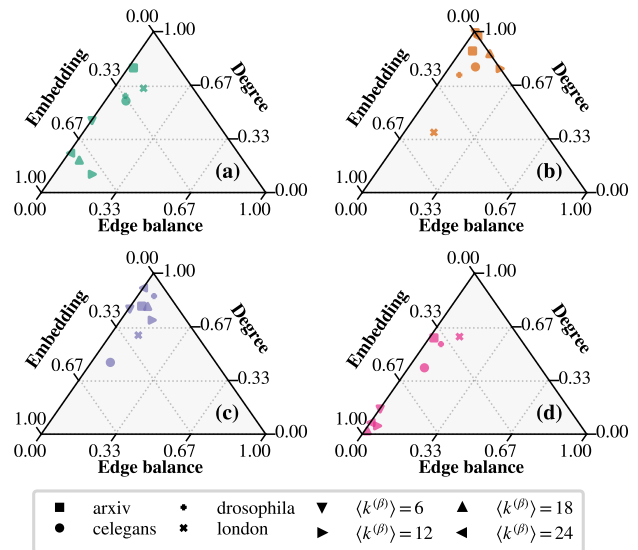 0.00 0.00
1.00 1.00
Embedding Degree Embedding Degree
0.33 0.67 0.33 0.67
0.67 0.33 0.67 0.33
(a) (b)
1.00 0.00 1.00 0.00
0.00 0.33 0.67 1.00 0.00 0.33 0.67 1.00
Edge balance Edge balance
0.00 0.00
1.00 1.00
Embedding Degree Embedding Degree
0.33 0.67 0.33 0.67
0.67 0.33 0.67 0.33
(c) (d)
1.00 0.00 1.00 0.00
0.00 0.33 0.67 1.00 0.00 0.33 0.67 1.00
Edge balance Edge balance
arxiv drosophila ⟨k^(β)⟩ = 6 ⟨k^(β)⟩ = 18
celegans london ⟨k^(β)⟩ = 12 ⟨k^(β)⟩ = 24